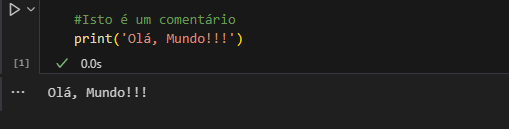 #Isto é um comentário
print('Olá, Mundo!!!')
[1]
0.0s
Olá, Mundo!!!